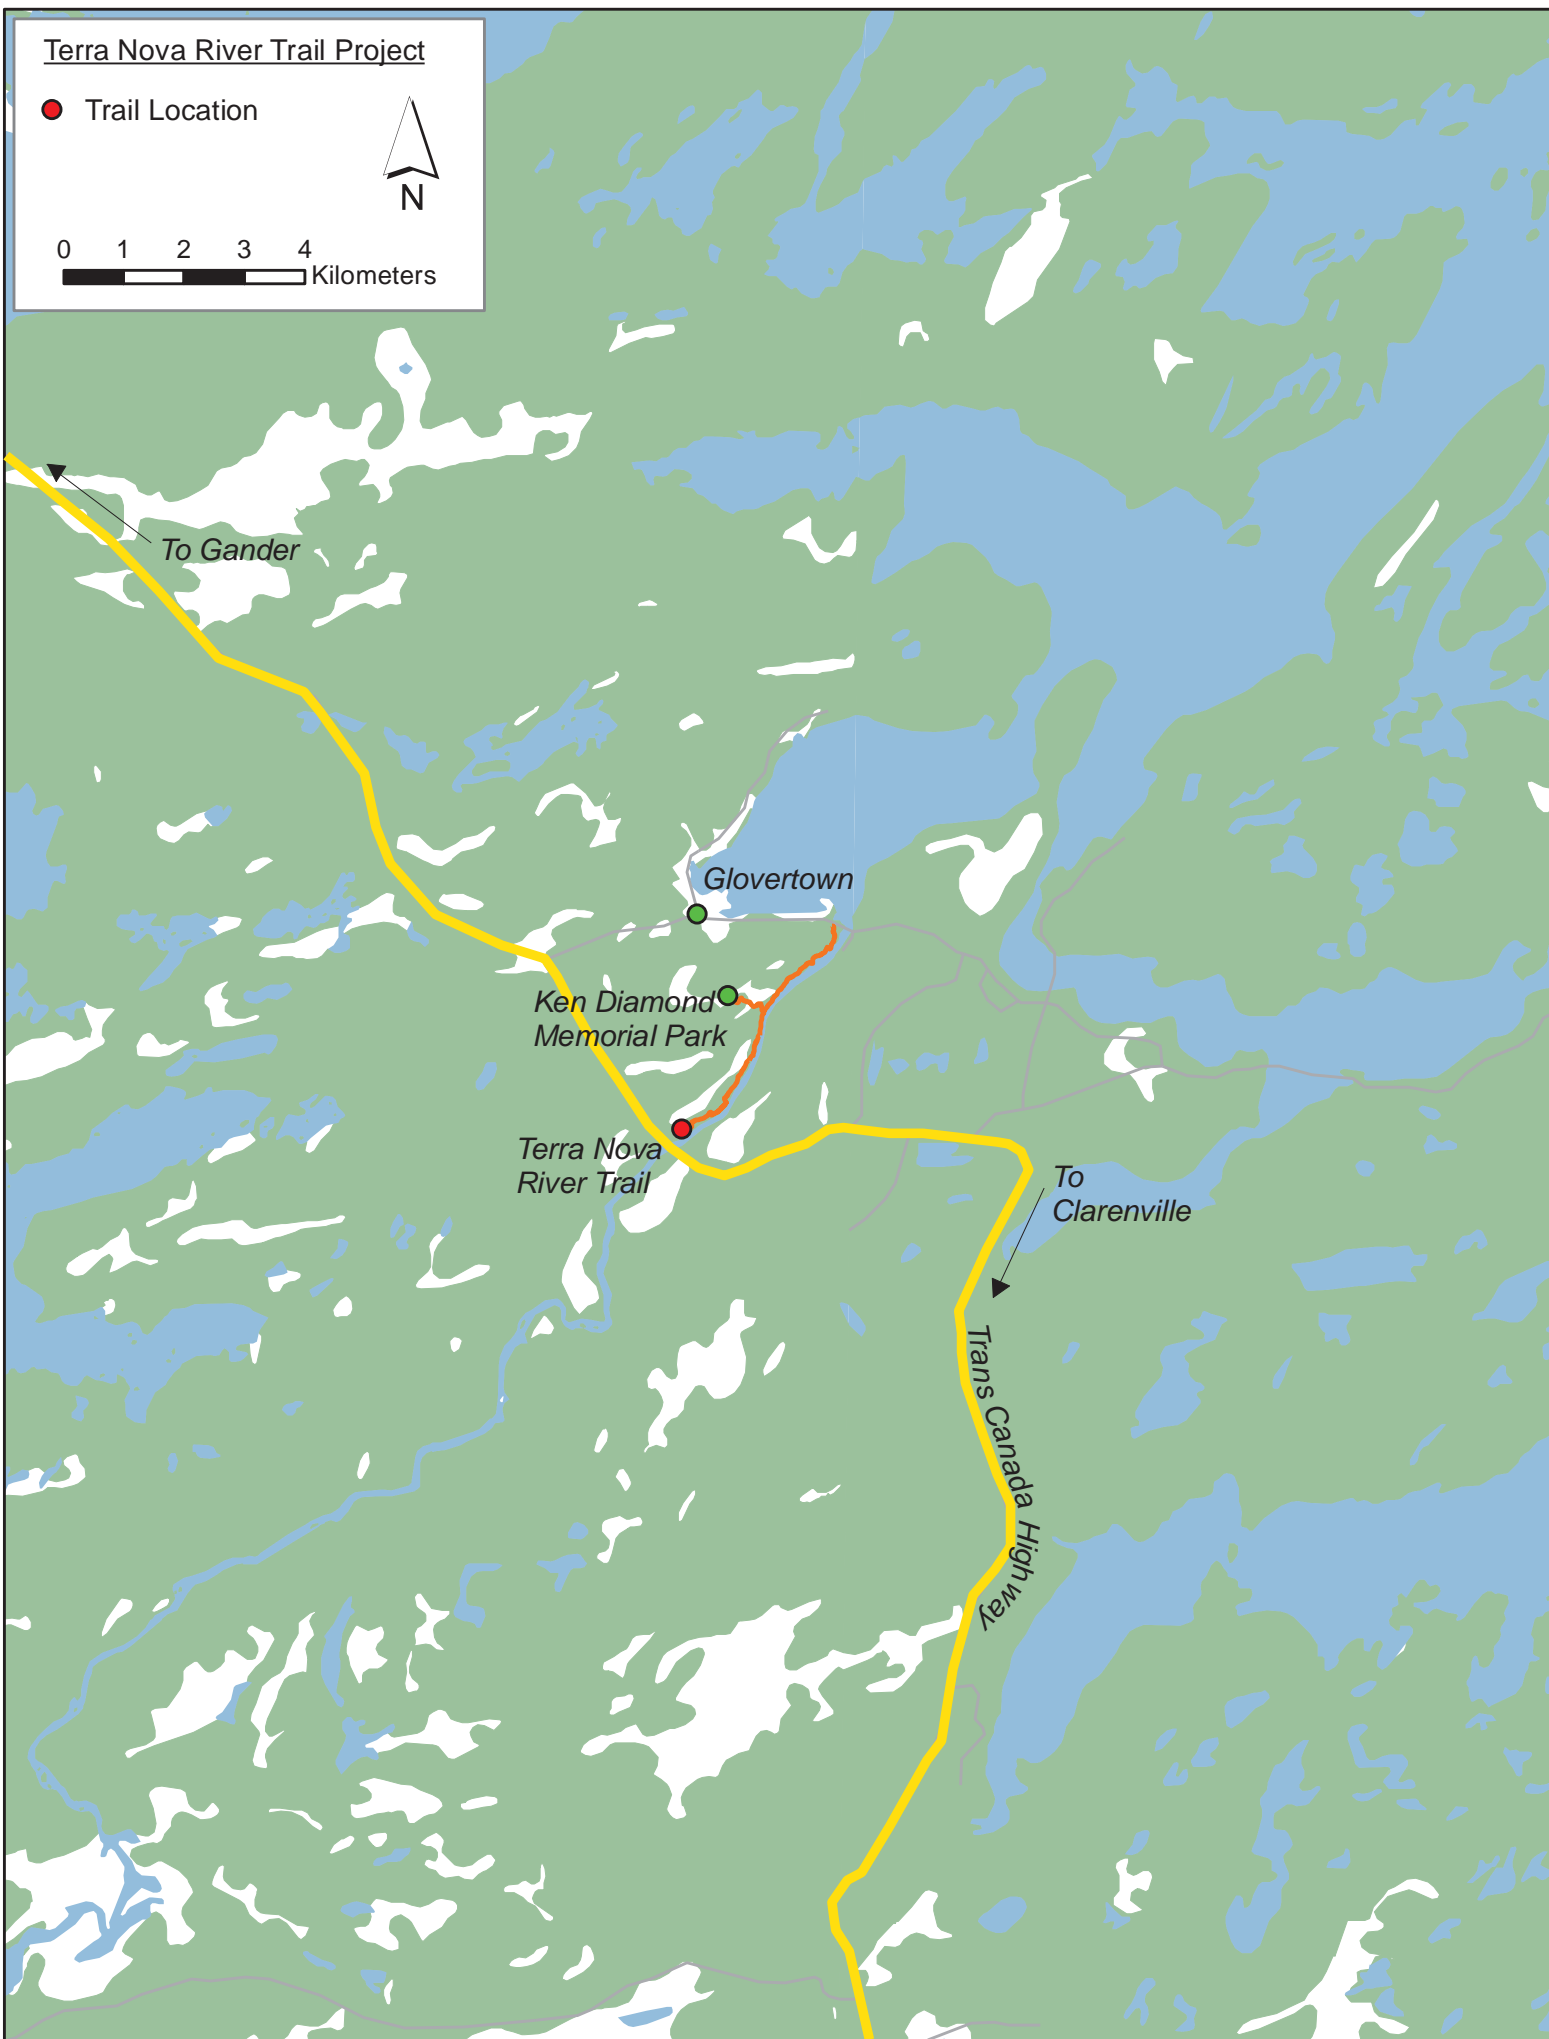 Terra Nova River Trail Project
Trail Location
N
0 1 2 3 4
Kilometers
To Gander
Glovertown
Ken Diamond
Memorial Park
Terra Nova
River Trail
To
Clarenville
Trans Canada Highway